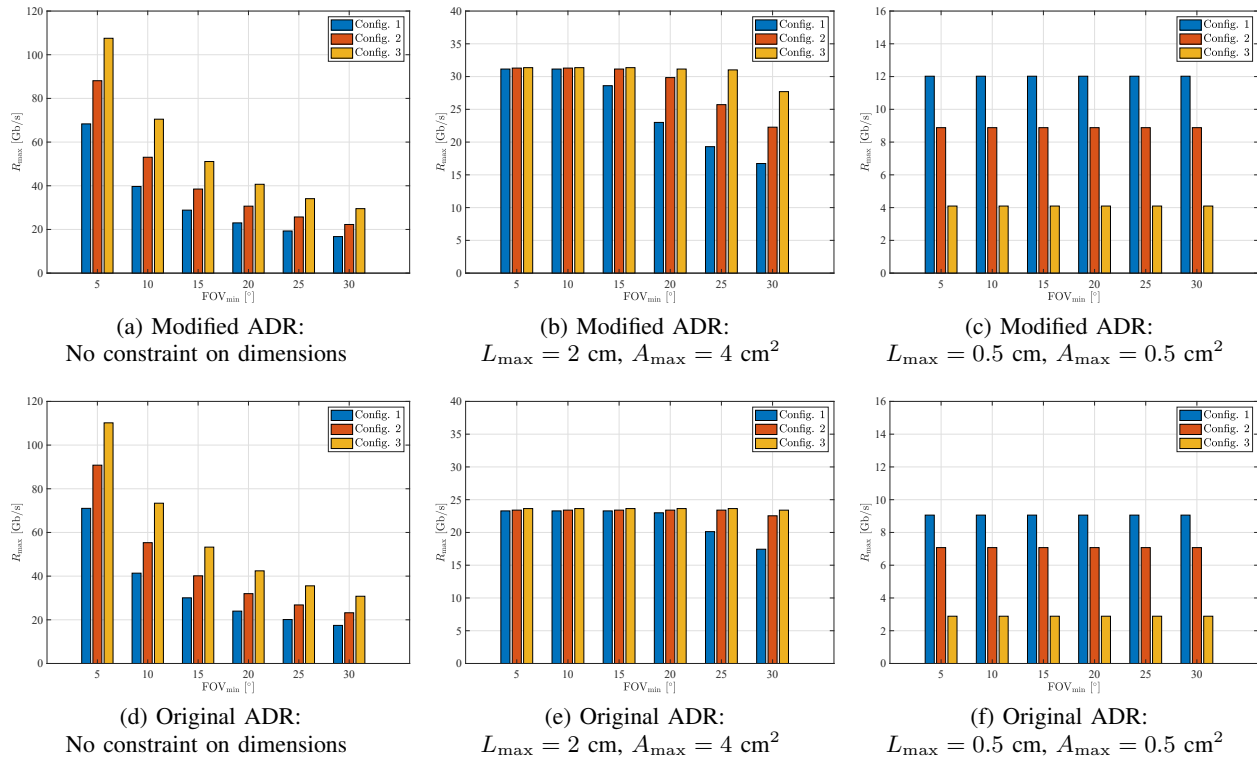 120
100
80
60
40
20
0
R_max [Gb/s]
Config. 1
Config. 2
Config. 3
5 10 15 20 25 30
FOV_min [°]
(a) Modified ADR:
No constraint on dimensions
40
35
30
25
20
15
10
5
0
R_max [Gb/s]
Config. 1
Config. 2
Config. 3
5 10 15 20 25 30
FOV_min [°]
(b) Modified ADR:
L_max = 2 cm, A_max = 4 cm²
16
14
12
10
8
6
4
2
0
R_max [Gb/s]
Config. 1
Config. 2
Config. 3
5 10 15 20 25 30
FOV_min [°]
(c) Modified ADR:
L_max = 0.5 cm, A_max = 0.5 cm²
120
100
80
60
40
20
0
R_max [Gb/s]
Config. 1
Config. 2
Config. 3
5 10 15 20 25 30
FOV_min [°]
(d) Original ADR:
No constraint on dimensions
40
35
30
25
20
15
10
5
0
R_max [Gb/s]
Config. 1
Config. 2
Config. 3
5 10 15 20 25 30
FOV_min [°]
(e) Original ADR:
L_max = 2 cm, A_max = 4 cm²
16
14
12
10
8
6
4
2
0
R_max [Gb/s]
Config. 1
Config. 2
Config. 3
5 10 15 20 25 30
FOV_min [°]
(f) Original ADR:
L_max = 0.5 cm, A_max = 0.5 cm²